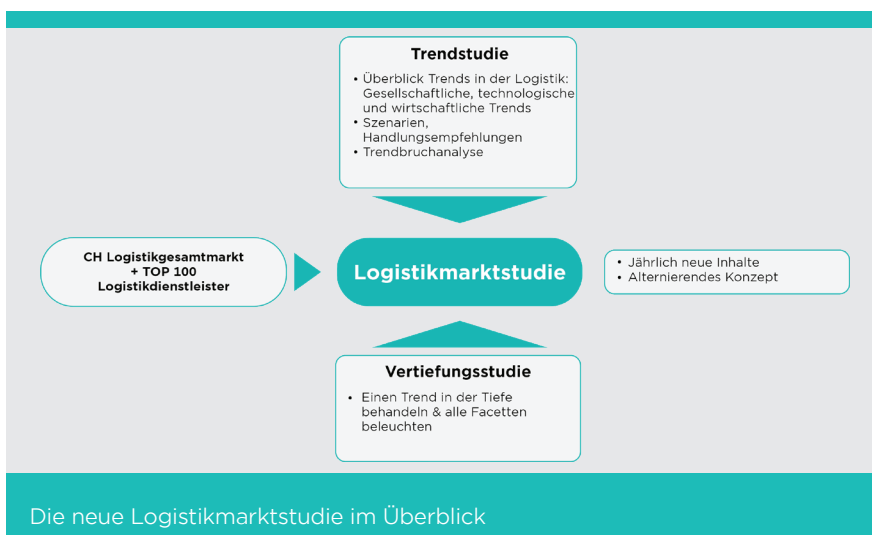 Trendstudie
• Überblick Trends in der Logistik:
Gesellschaftliche, technologische
und wirtschaftliche Trends
• Szenarien,
Handlungsempfehlungen
• Trendbruchanalyse
CH Logistikgesamtmarkt
+ TOP 100
Logistikdienstleister
Logistikmarktstudie
• Jährlich neue Inhalte
• Alternierendes Konzept
Vertiefungsstudie
• Einen Trend in der Tiefe
behandeln & alle Facetten
beleuchten
Die neue Logistikmarktstudie im Überblick